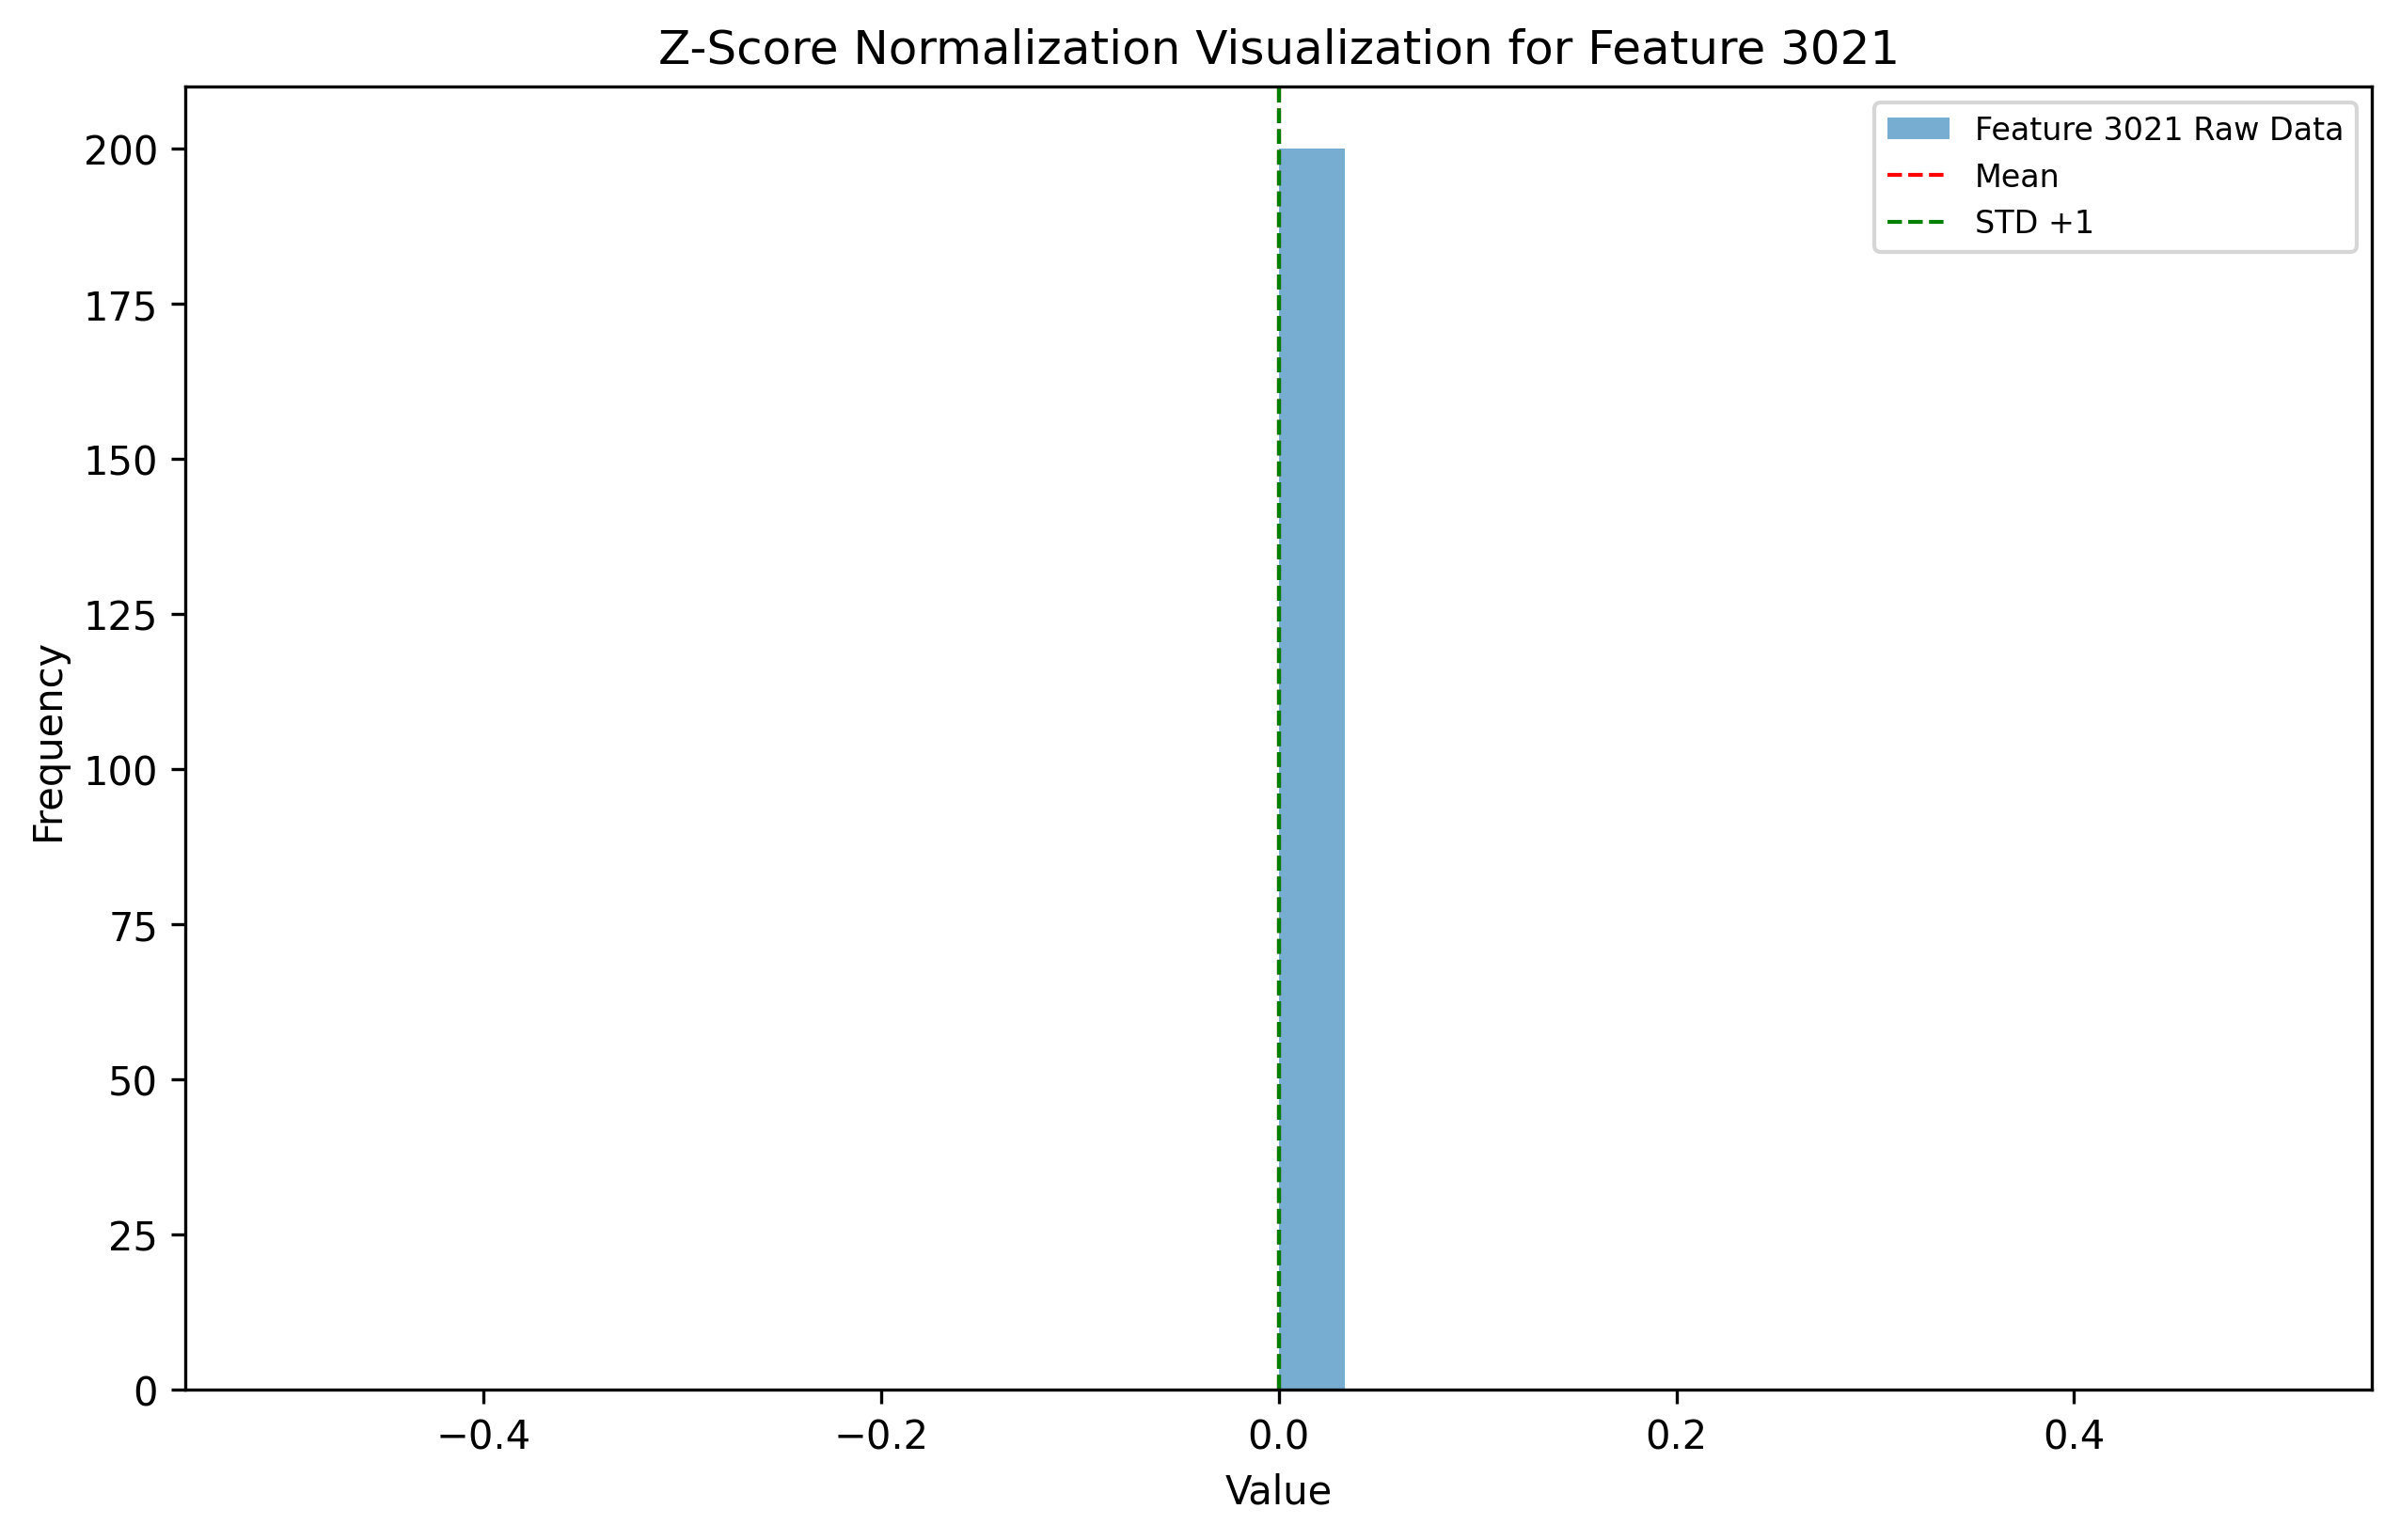 Z-Score Normalization Visualization for Feature 3021
Feature 3021 Raw Data
Mean
STD +1
200
175
150
125
100
75
50
25
0
Frequency
−0.4
−0.2
0.0
0.2
0.4
Value